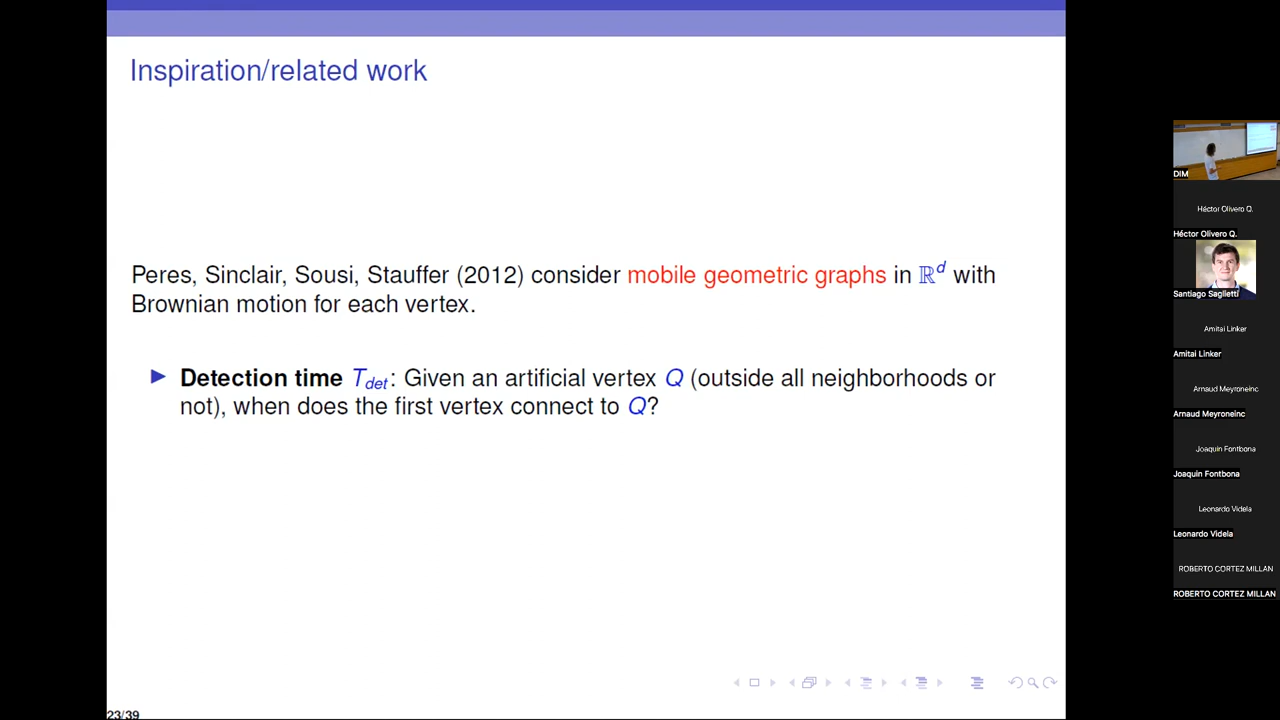 Inspiration/related work
Peres, Sinclair, Sousi, Stauffer (2012) consider mobile geometric graphs in ℝᵈ with
Brownian motion for each vertex.
▶ Detection time T_det: Given an artificial vertex Q (outside all neighborhoods or
not), when does the first vertex connect to Q?
23/39
DIM
Héctor Olivero Q.
Héctor Olivero Q.
Santiago Saglietti
Amitai Linker
Amitai Linker
Arnaud Meyroneinc
Arnaud Meyroneinc
Joaquin Fontbona
Joaquin Fontbona
Leonardo Videla
Leonardo Videla
ROBERTO CORTEZ MILLAN
ROBERTO CORTEZ MILLAN